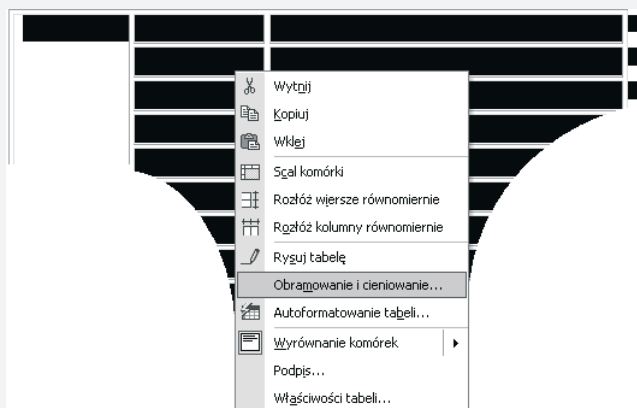 Wytnij
Kopiuj
Wklej
Scal komórki
Rozłóż wiersze równomiernie
Rozłóż kolumny równomiernie
Rysuj tabelę
Obramowanie i cieniowanie...
Autoformatowanie tabeli...
Wyrównanie komórek
Podpis...
Właściwości tabeli...